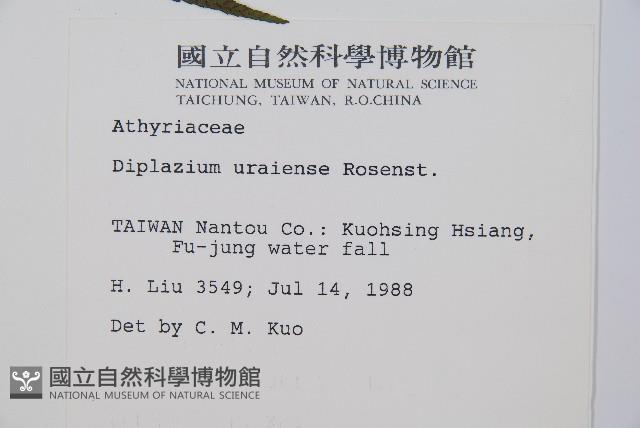 國立自然科學博物館
NATIONAL MUSEUM OF NATURAL SCIENCE
TAICHUNG, TAIWAN, R.O.CHINA
Athyriaceae
Diplazium uraiense Rosenst.
TAIWAN Nantou Co.: Kuohsing Hsiang,
Fu-jung water fall
H. Liu 3549; Jul 14, 1988
Det by C. M. Kuo
國立自然科學博物館
NATIONAL MUSEUM OF NATURAL SCIENCE